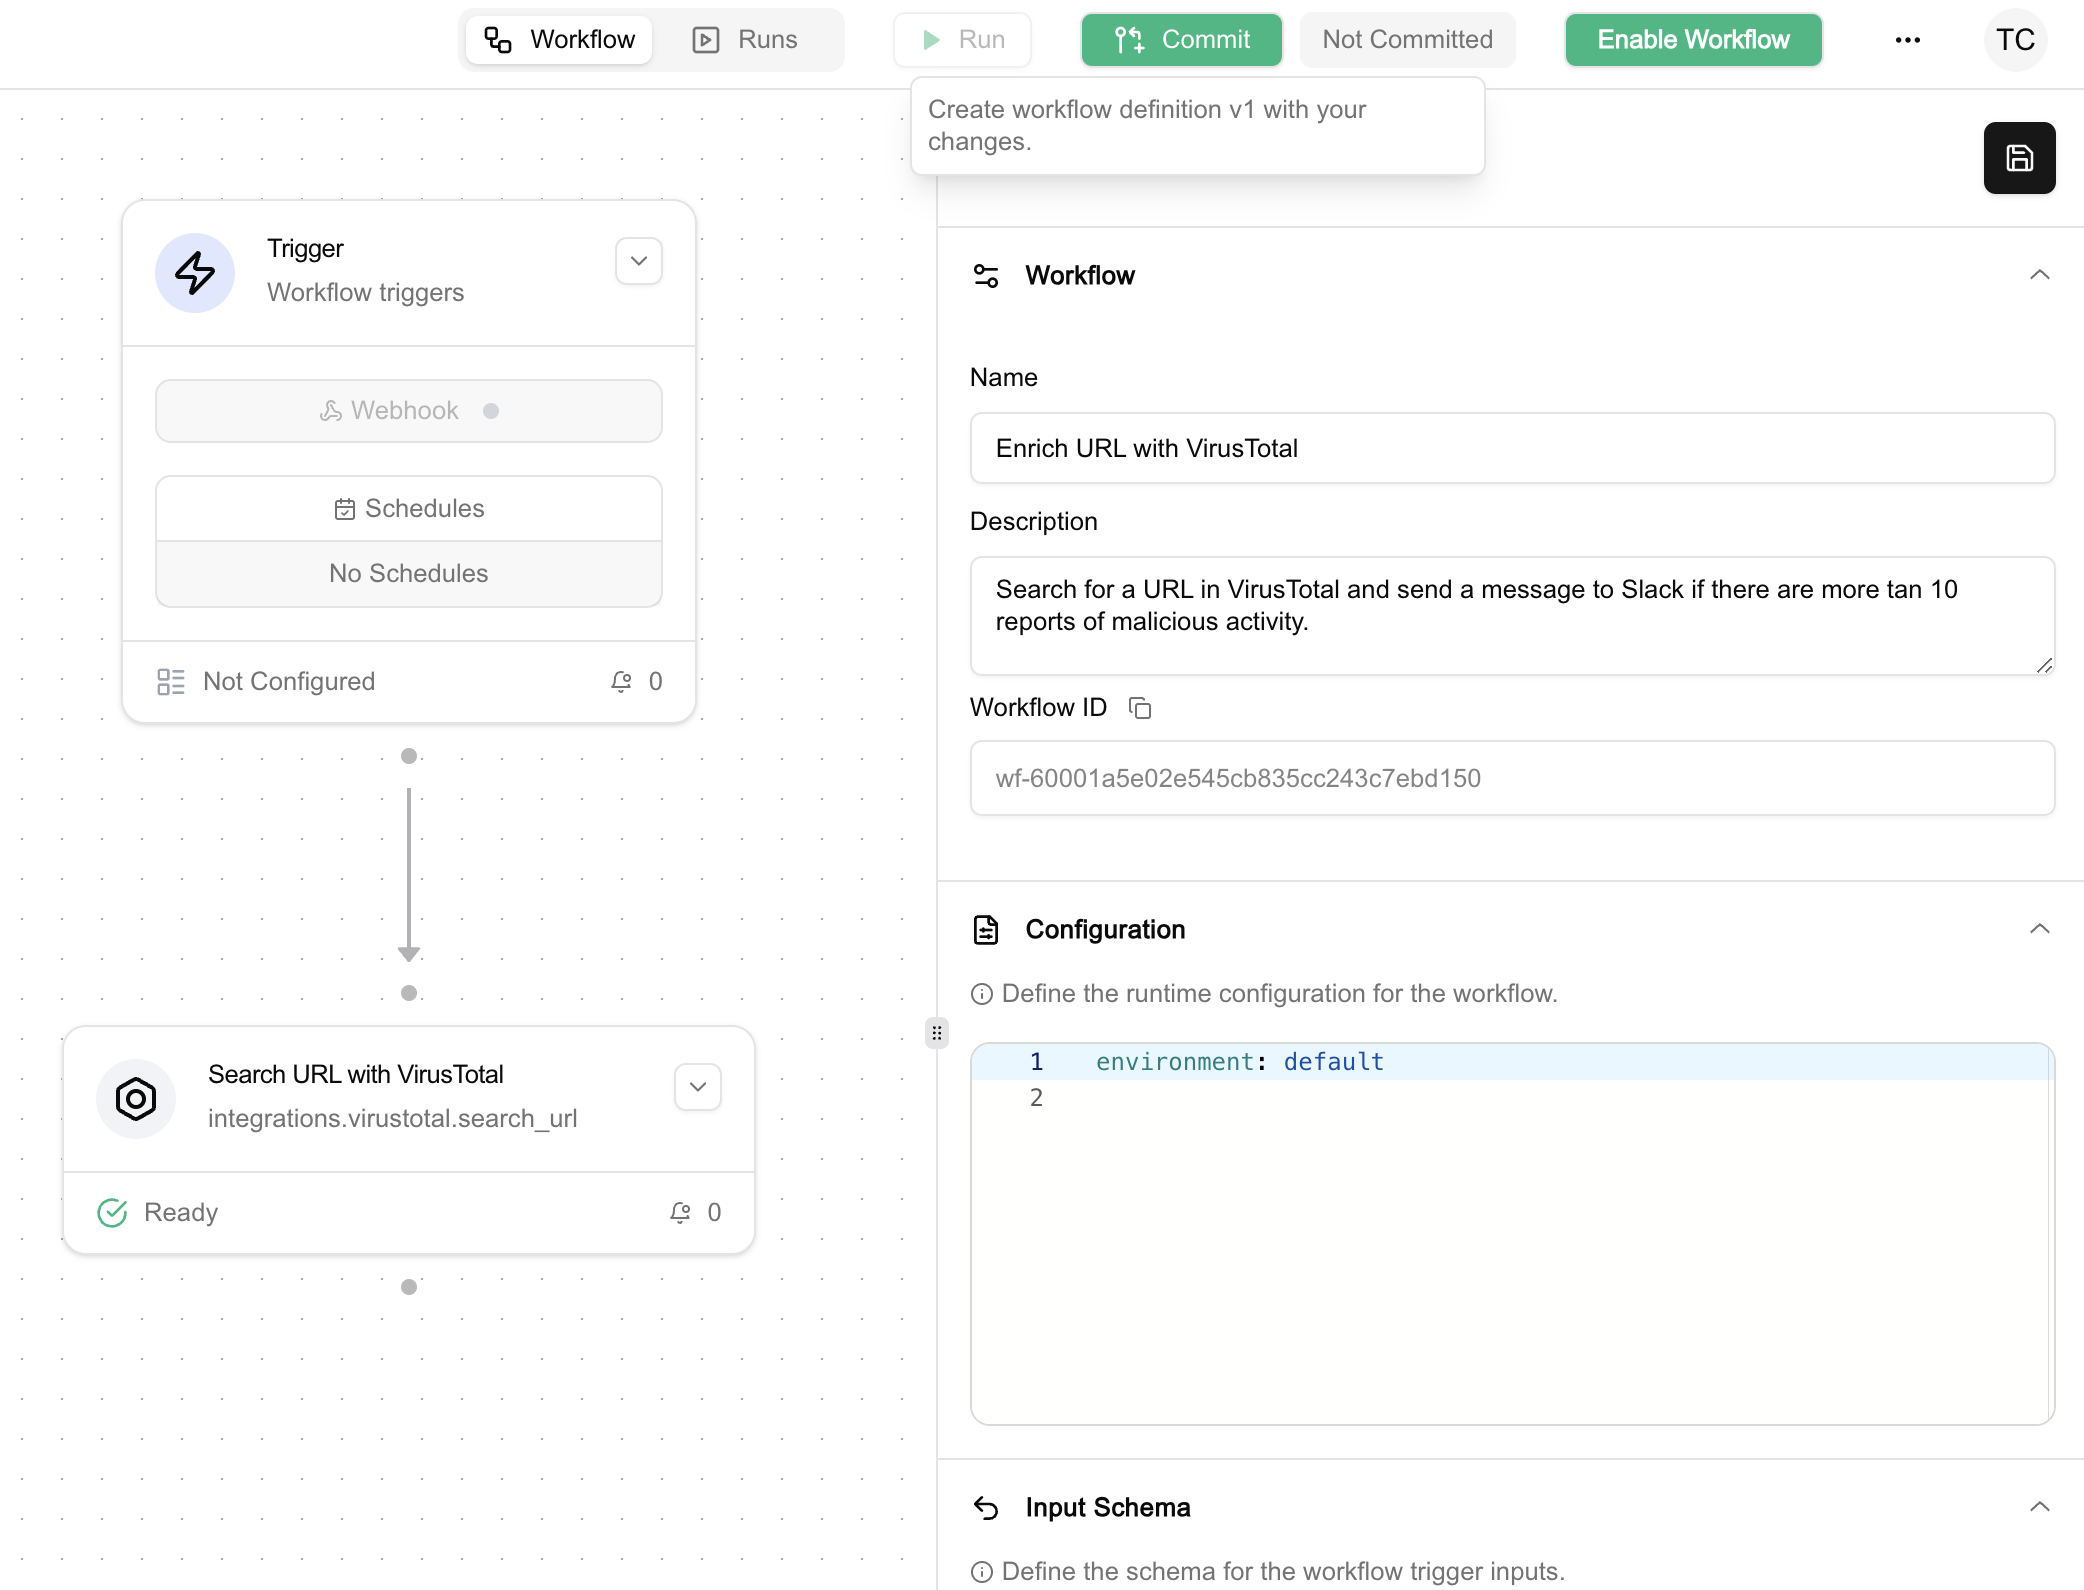 Workflow
Runs
Run
Commit
Not Committed
Enable Workflow
TC
Create workflow definition v1 with your
changes.
Trigger
Workflow triggers
Webhook
Schedules
No Schedules
Not Configured
0
Search URL with VirusTotal
integrations.virustotal.search_url
Ready
0
Workflow
Name
Enrich URL with VirusTotal
Description
Search for a URL in VirusTotal and send a message to Slack if there are more tan 10
reports of malicious activity.
Workflow ID
wf-60001a5e02e545cb835cc243c7ebd150
Configuration
Define the runtime configuration for the workflow.
1 environment: default
2
Input Schema
Define the schema for the workflow trigger inputs.